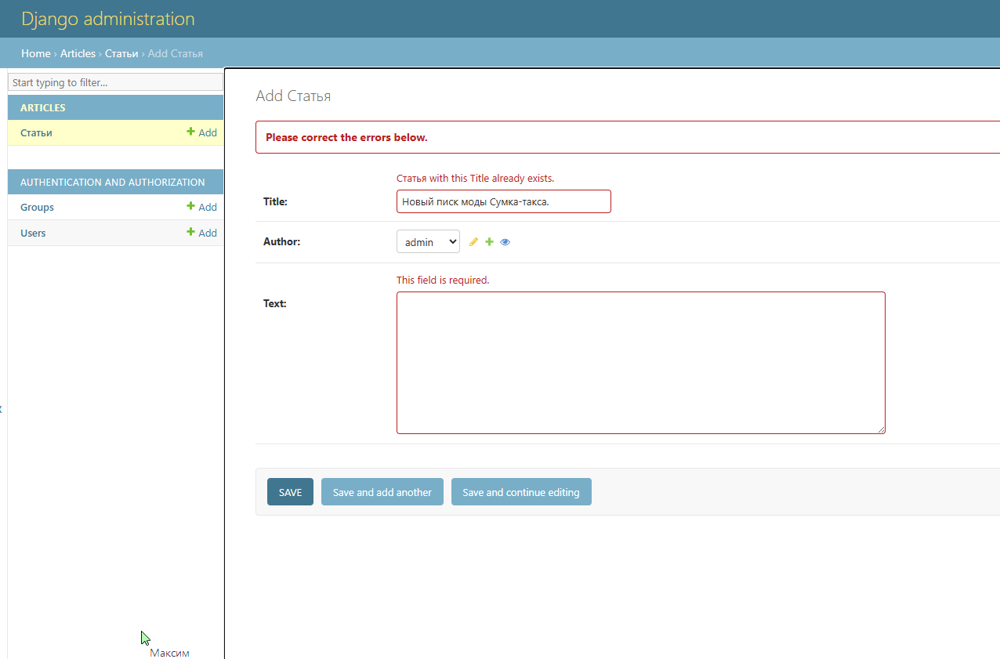 Django administration
Home › Articles › Статьи › Add Статья
Start typing to filter...
ARTICLES
Статьи + Add
AUTHENTICATION AND AUTHORIZATION
Groups + Add
Users + Add
Add Статья
Please correct the errors below.
Статья with this Title already exists.
Title: Новый писк моды Сумка-такса.
Author: admin
This field is required.
Text:
SAVE Save and add another Save and continue editing
Максим